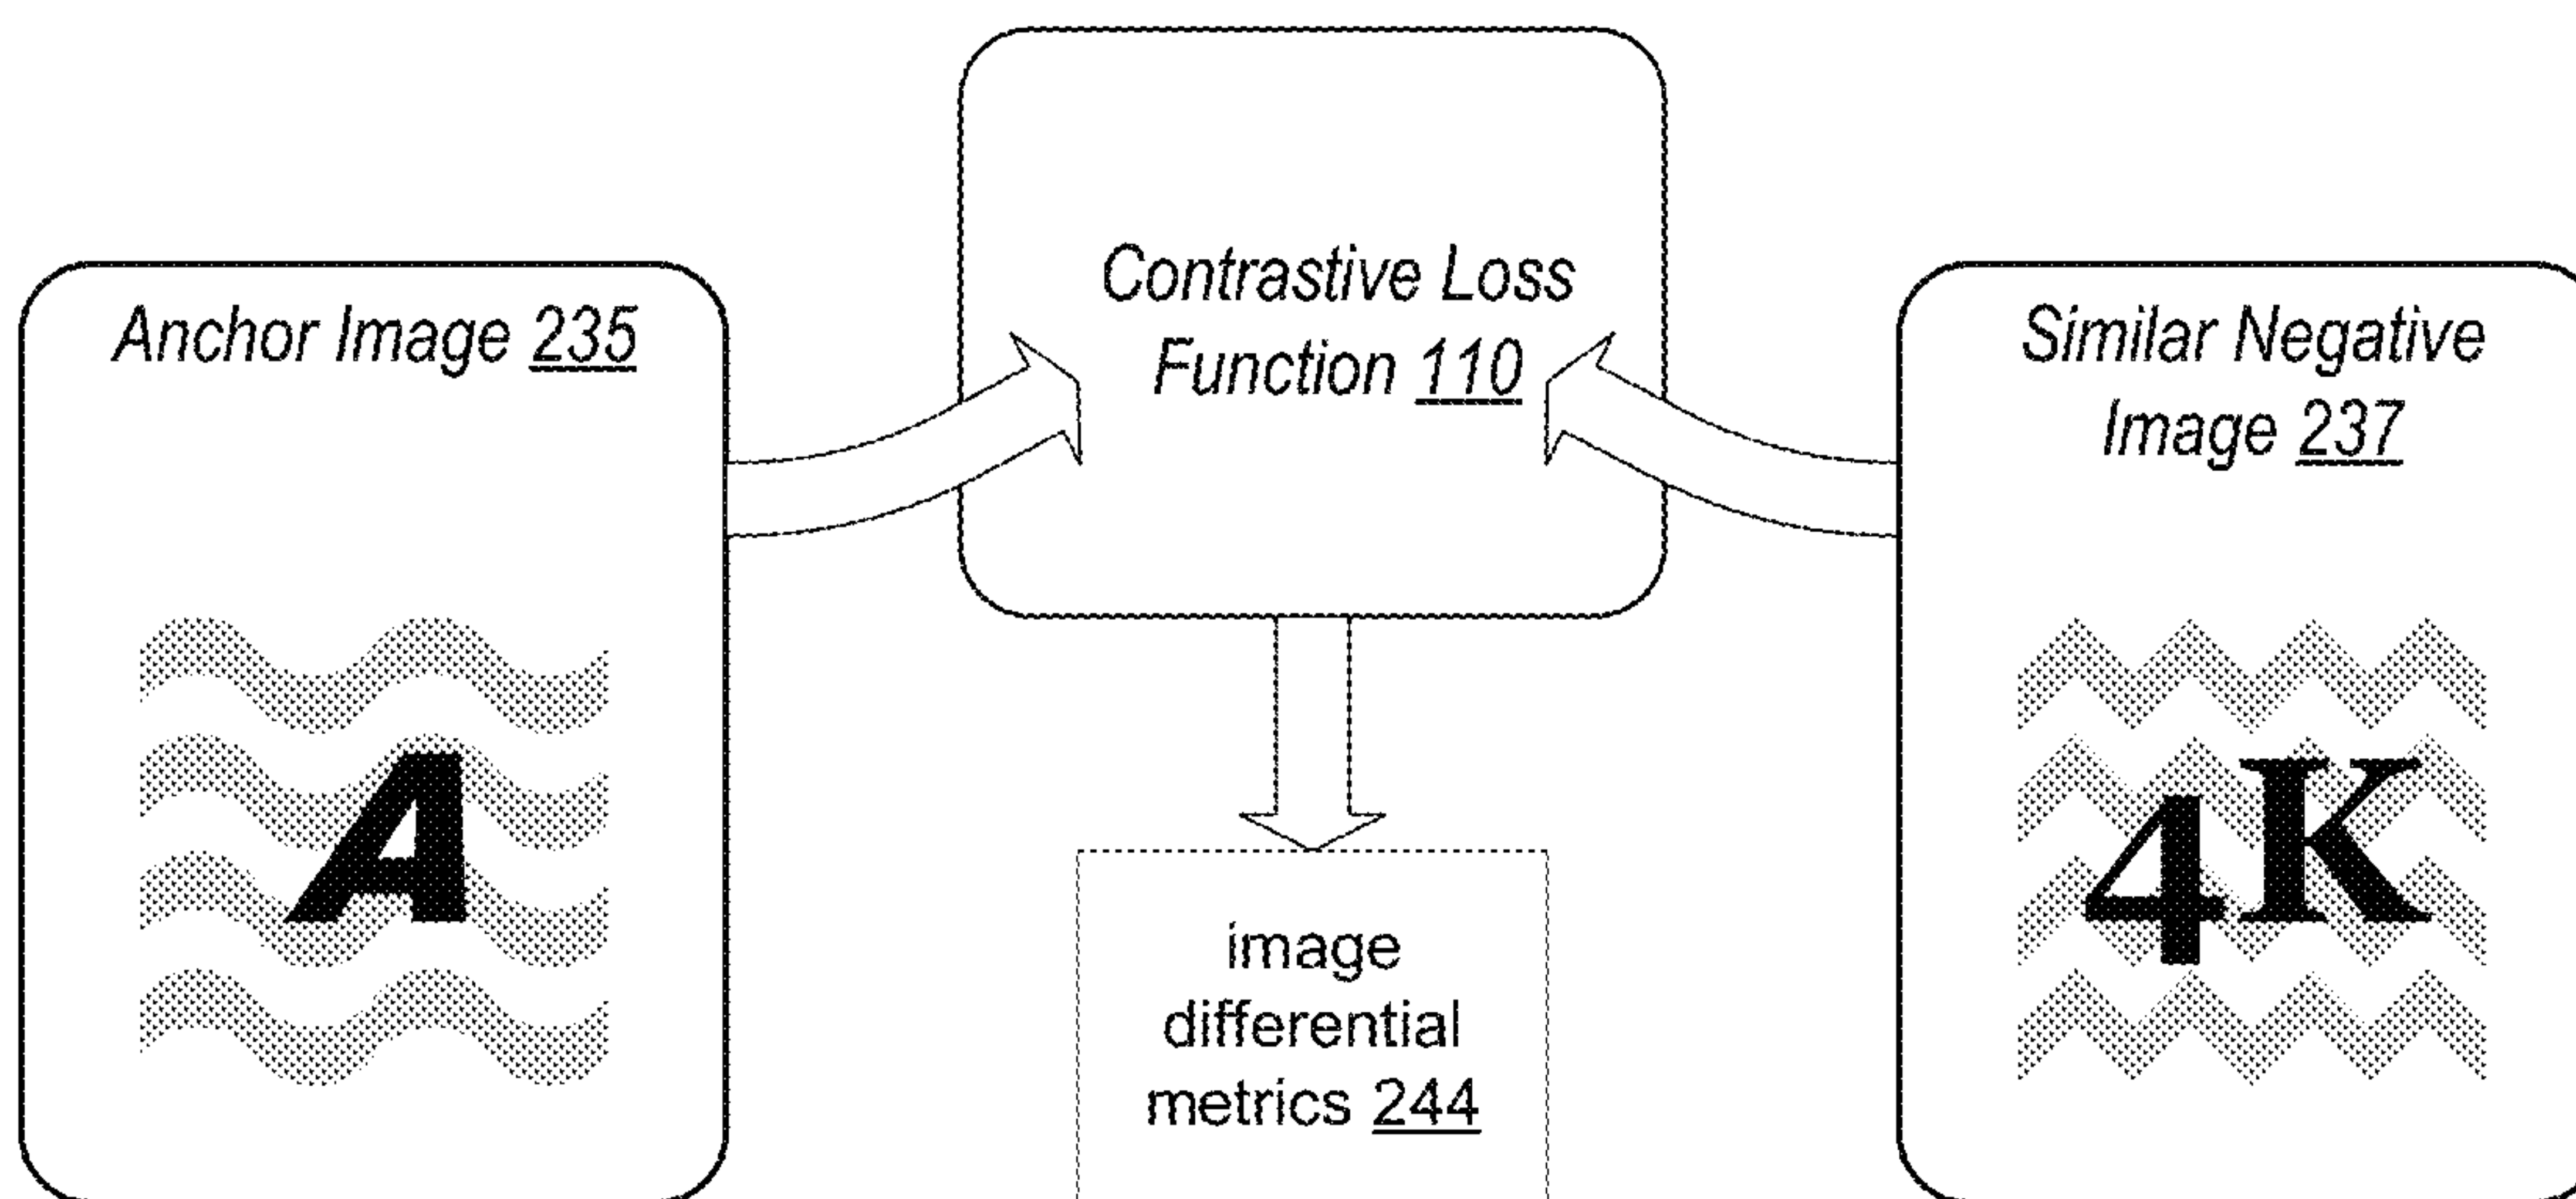 Contrastive Loss
Function 110
Anchor Image 235
Similar Negative
Image 237
A
4K
image
differential
metrics 244